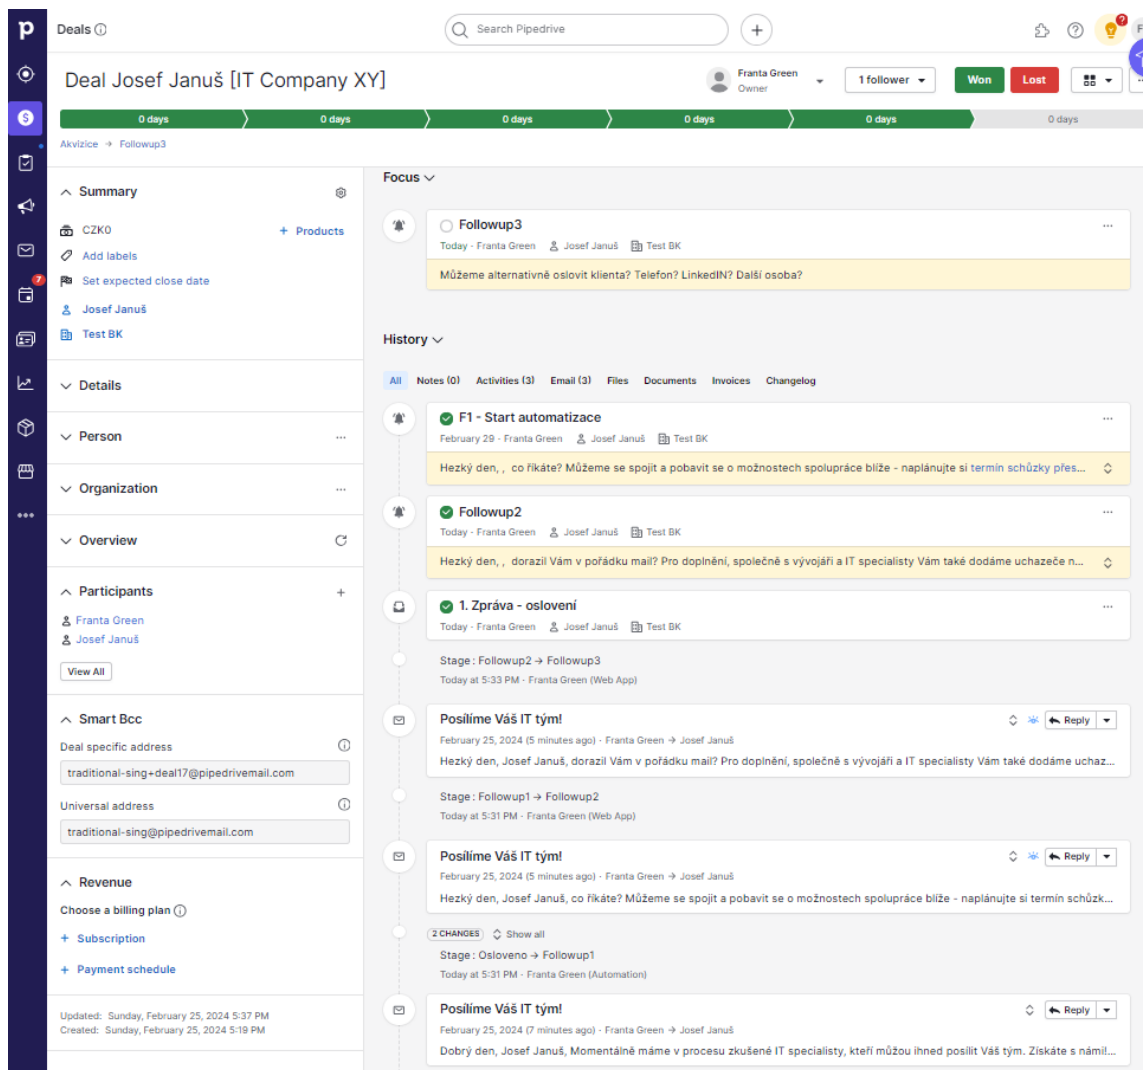 p
Deals
Search Pipedrive
?
Deal Josef Januš [IT Company XY]
Franta Green
Owner
1 follower
Won
Lost
0 days
0 days
0 days
0 days
0 days
0 days
Akvizice → Followup3
7
Summary
CZK0
+ Products
Add labels
Set expected close date
Josef Januš
Test BK
Details
Person
Organization
Overview
Participants
Franta Green
Josef Januš
View All
Smart Bcc
Deal specific address
traditional-sing+deal17@pipedrivemail.com
Universal address
traditional-sing@pipedrivemail.com
Revenue
Choose a billing plan
+ Subscription
+ Payment schedule
Updated: Sunday, February 25, 2024 5:37 PM
Created: Sunday, February 25, 2024 5:19 PM
Focus
Followup3
Today · Franta Green Josef Januš Test BK
Můžeme alternativně oslovit klienta? Telefon? LinkedIN? Další osoba?
History
All Notes (0) Activities (3) Email (3) Files Documents Invoices Changelog
F1 - Start automatizace
February 29 · Franta Green Josef Januš Test BK
Hezký den, , co říkáte? Můžeme se spojit a pobavit se o možnostech spolupráce blíže - naplánujte si termín schůzky přes...
Followup2
Today · Franta Green Josef Januš Test BK
Hezký den, , dorazil Vám v pořádku mail? Pro doplnění, společně s vývojáři a IT specialisty Vám také dodáme uchazeče n...
1. Zpráva - oslovení
Today · Franta Green Josef Januš Test BK
Stage : Followup2 → Followup3
Today at 5:33 PM · Franta Green (Web App)
Posílíme Váš IT tým!
Reply
February 25, 2024 (5 minutes ago) · Franta Green → Josef Januš
Hezký den, Josef Januš, dorazil Vám v pořádku mail? Pro doplnění, společně s vývojáři a IT specialisty Vám také dodáme uchaz...
Stage : Followup1 → Followup2
Today at 5:31 PM · Franta Green (Web App)
Posílíme Váš IT tým!
Reply
February 25, 2024 (5 minutes ago) · Franta Green → Josef Januš
Hezký den, Josef Januš, co říkáte? Můžeme se spojit a pobavit se o možnostech spolupráce blíže - naplánujte si termín schůzk...
2 CHANGES Show all
Stage : Osloveno → Followup1
Today at 5:31 PM · Franta Green (Automation)
Posílíme Váš IT tým!
Reply
February 25, 2024 (7 minutes ago) · Franta Green → Josef Januš
Dobrý den, Josef Januš, Momentálně máme v procesu zkušené IT specialisty, kteří můžou ihned posílit Váš tým. Získáte s námi!...